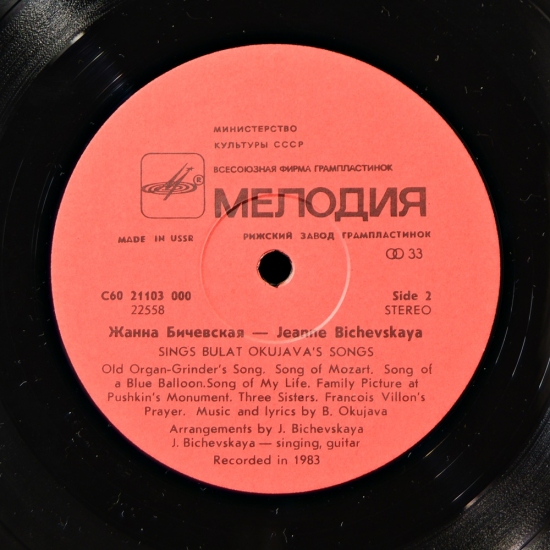 МИНИСТЕРСТВО
КУЛЬТУРЫ СССР
ВСЕСОЮЗНАЯ ФИРМА ГРАМПЛАСТИНОК
® МЕЛОДИЯ
MADE IN USSR РИЖСКИЙ ЗАВОД ГРАМПЛАСТИНОК
33
С60 21103 000 Side 2
22558 STEREO
Жанна Бичевская — Jeanne Bichevskaya
SINGS BULAT OKUJAVA'S SONGS
Old Organ-Grinder's Song. Song of Mozart. Song of
a Blue Balloon.Song of My Life. Family Picture at
Pushkin's Monument. Three Sisters. Francois Villon's
Prayer. Music and lyrics by B. Okujava
Arrangements by J. Bichevskaya
J. Bichevskaya — singing, guitar
Recorded in 1983